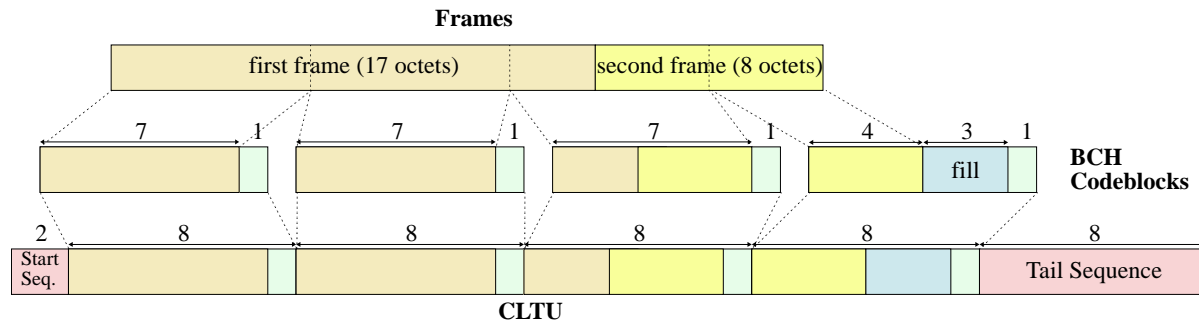 Frames
first frame (17 octets) second frame (8 octets)
7 1 7 1 7 1 4 3 1
fill
BCH
Codeblocks
2 8 8 8 8 8
Start
Seq.
Tail Sequence
CLTU